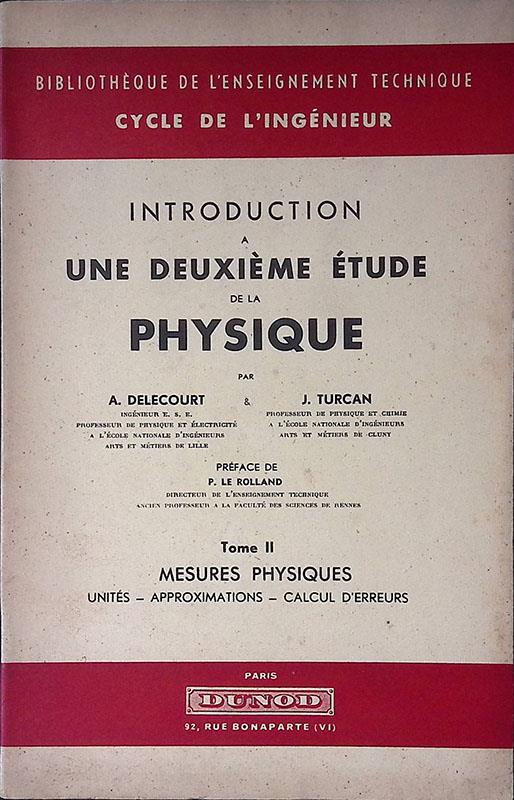 BIBLIOTHÈQUE DE L'ENSEIGNEMENT TECHNIQUE
CYCLE DE L'INGÉNIEUR
INTRODUCTION
A
UNE DEUXIÈME ÉTUDE
DE LA
PHYSIQUE
PAR
A. DELECOURT & J. TURCAN
INGÉNIEUR E. S. E. PROFESSEUR DE PHYSIQUE ET CHIMIE
PROFESSEUR DE PHYSIQUE ET ÉLECTRICITÉ A L'ÉCOLE NATIONALE D'INGÉNIEURS
A L'ÉCOLE NATIONALE D'INGÉNIEURS ARTS ET MÉTIERS DE CLUNY
ARTS ET MÉTIERS DE LILLE
PRÉFACE DE
P. LE ROLLAND
DIRECTEUR DE L'ENSEIGNEMENT TECHNIQUE
ANCIEN PROFESSEUR A LA FACULTÉ DES SCIENCES DE RENNES
Tome II
MESURES PHYSIQUES
UNITÉS – APPROXIMATIONS – CALCUL D'ERREURS
PARIS
DUNOD
92, RUE BONAPARTE (VI)